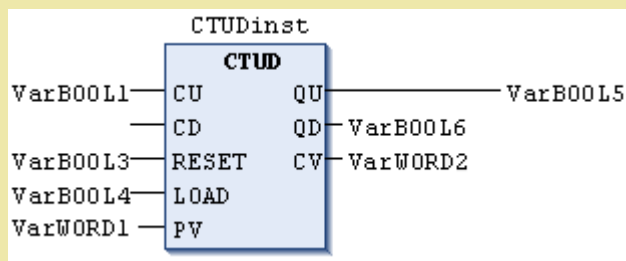 CTUDinst
CTUD
VarBOOL1 CU QU VarBOOL5
CD QD VarBOOL6
VarBOOL3 RESET CV VarWORD2
VarBOOL4 LOAD
VarWORD1 PV